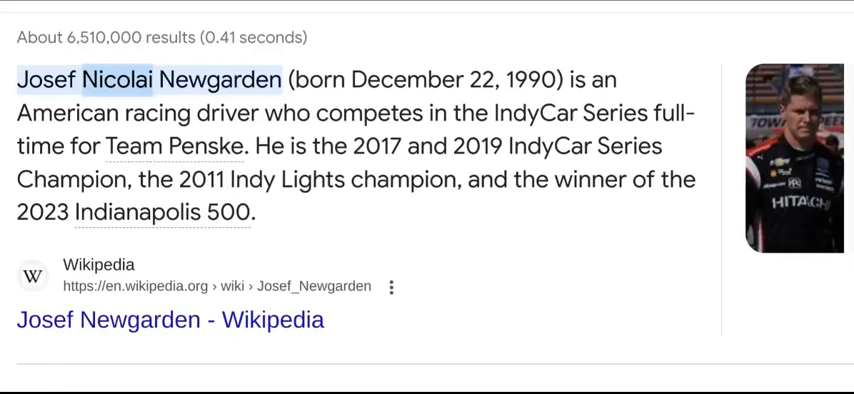 About 6,510,000 results (0.41 seconds)
Josef Nicolai Newgarden (born December 22, 1990) is an
American racing driver who competes in the IndyCar Series full-
time for Team Penske. He is the 2017 and 2019 IndyCar Series
Champion, the 2011 Indy Lights champion, and the winner of the
2023 Indianapolis 500.
W
Wikipedia
https://en.wikipedia.org › wiki › Josef_Newgarden
Josef Newgarden - Wikipedia
HITACHI